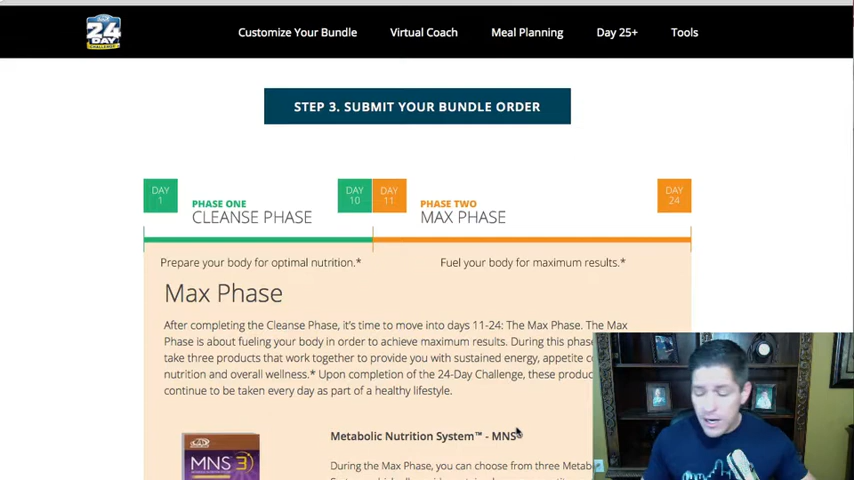 24
DAY
CHALLENGE
Customize Your Bundle
Virtual Coach
Meal Planning
Day 25+
Tools
STEP 3. SUBMIT YOUR BUNDLE ORDER
DAY
1
PHASE ONE
CLEANSE PHASE
DAY
10
DAY
11
PHASE TWO
MAX PHASE
DAY
24
Prepare your body for optimal nutrition.*
Fuel your body for maximum results.*
Max Phase
After completing the Cleanse Phase, it's time to move into days 11-24: The Max Phase. The Max
Phase is about fueling your body in order to achieve maximum results. During this phase
take three products that work together to provide you with sustained energy, appetite
nutrition and overall wellness.* Upon completion of the 24-Day Challenge, these
continue to be taken every day as part of a healthy lifestyle.
MNS 3
Metabolic Nutrition System™ - MNS®
During the Max Phase, you can choose from three